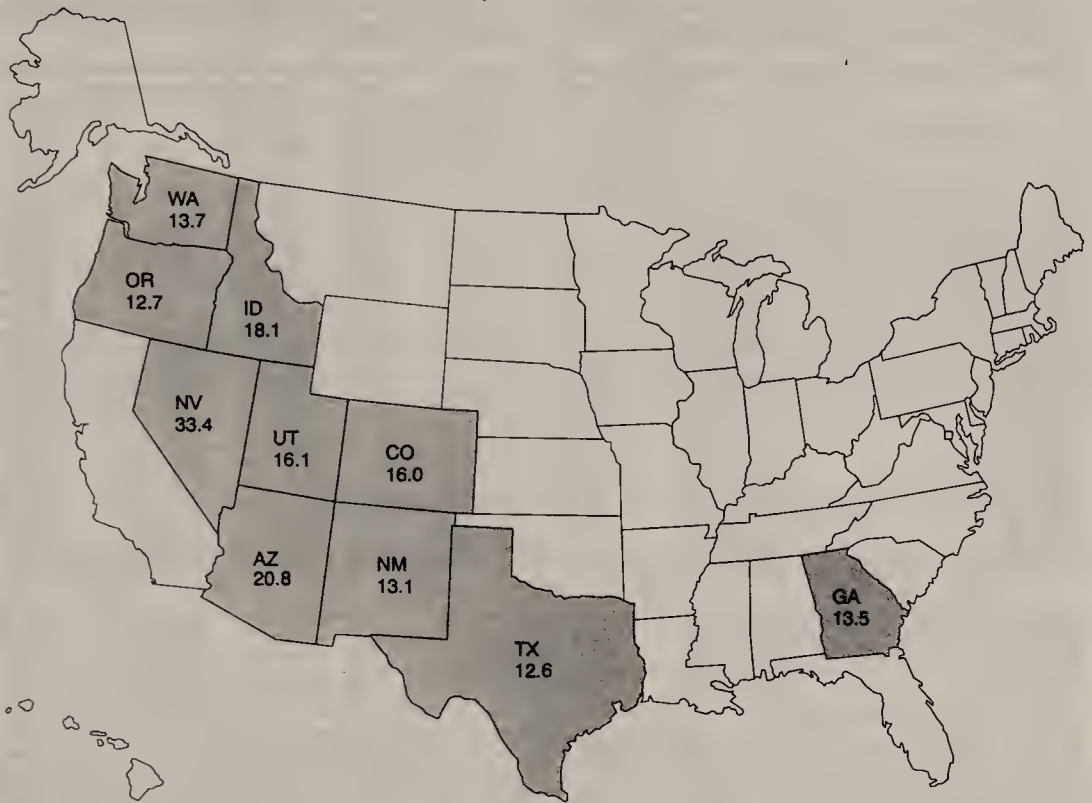 WA
13.7
OR
12.7
ID
18.1
NV
33.4
UT
16.1
CO
16.0
AZ
20.8
NM
13.1
TX
12.6
GA
13.5